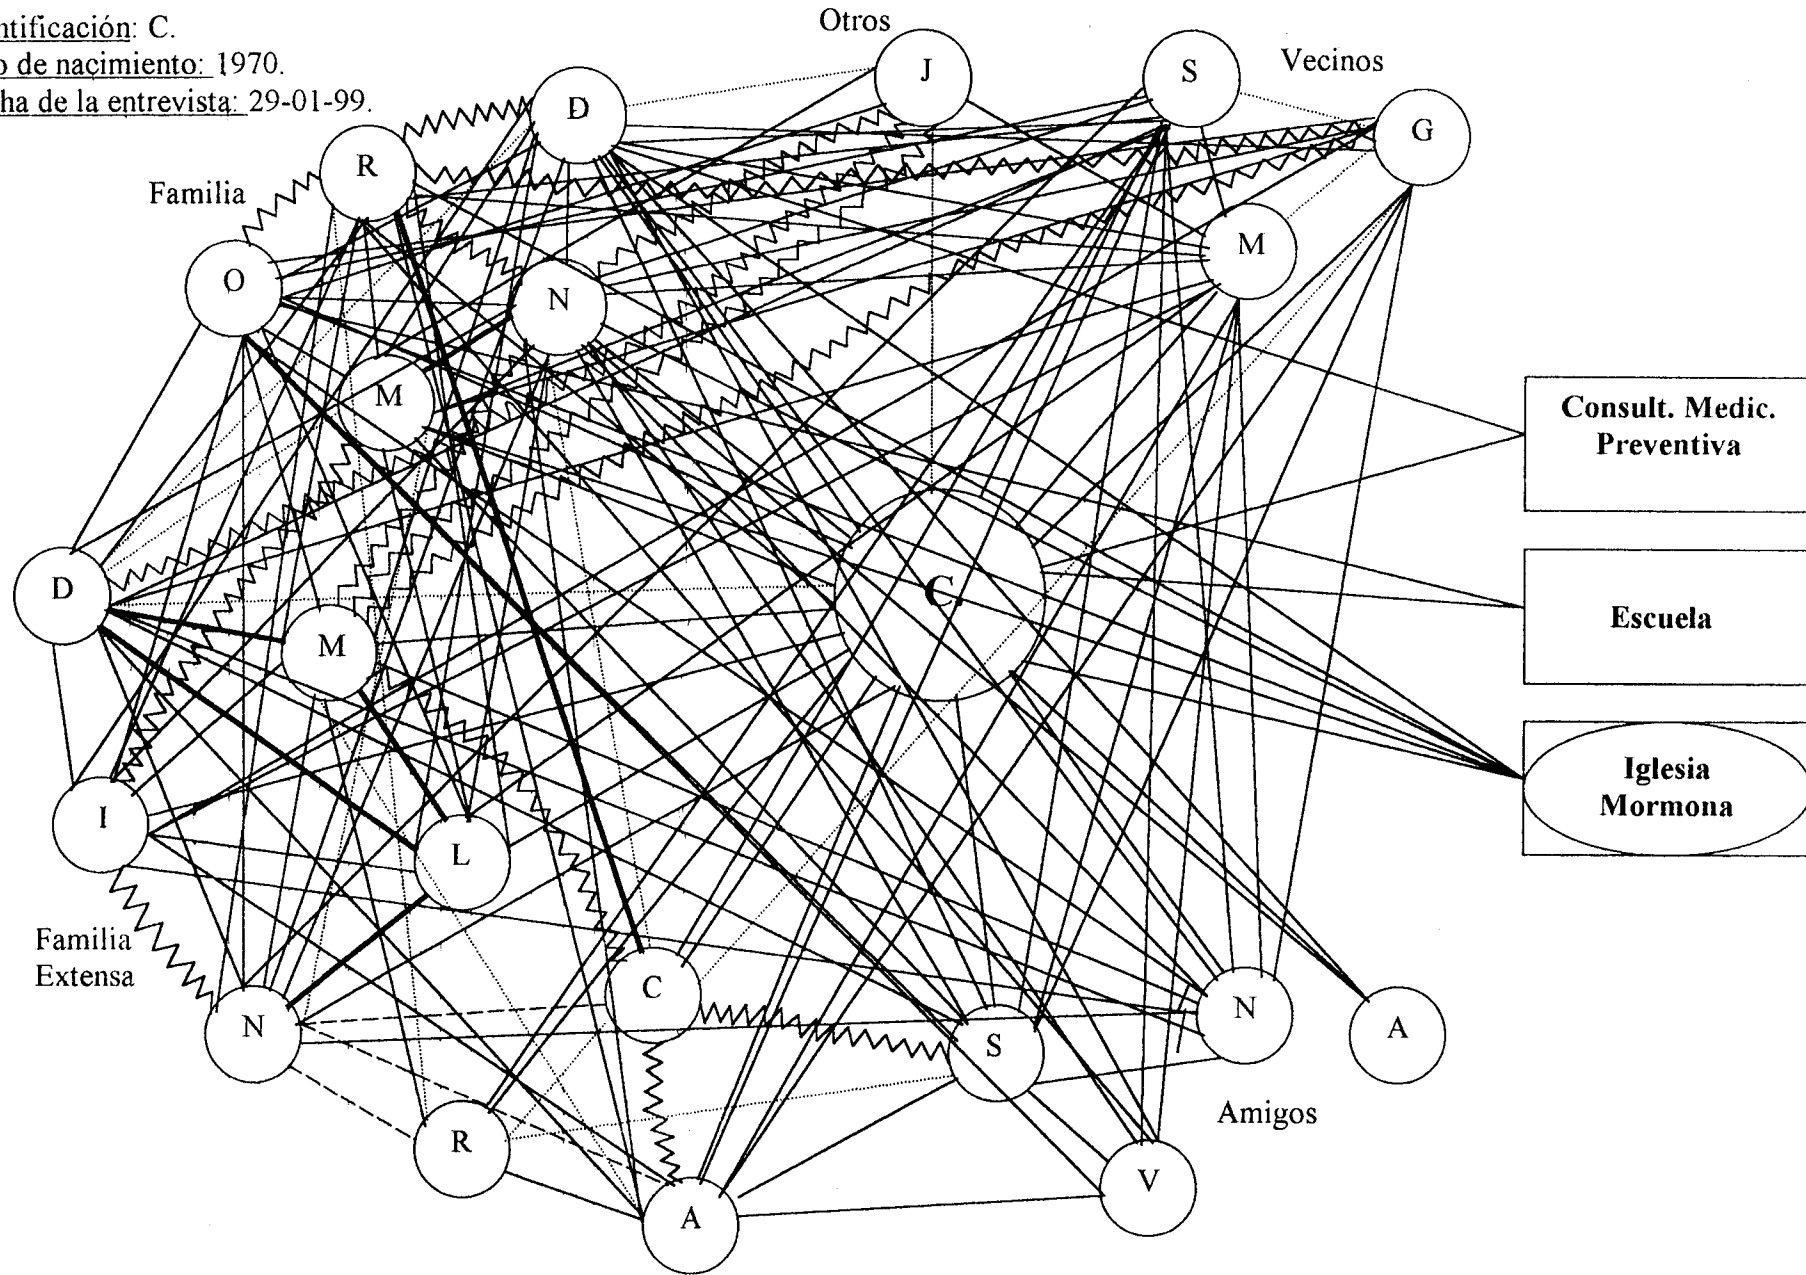 ntificación: C.
o de nacimiento: 1970.
ha de la entrevista: 29-01-99.
Otros
Vecinos
J
S
D
G
R
Familia
M
O
N
M
Consult. Medic.
Preventiva
D
C.
Escuela
M
Iglesia
Mormona
I
L
Familia
Extensa
C
N
N
A
S
Amigos
R
V
A